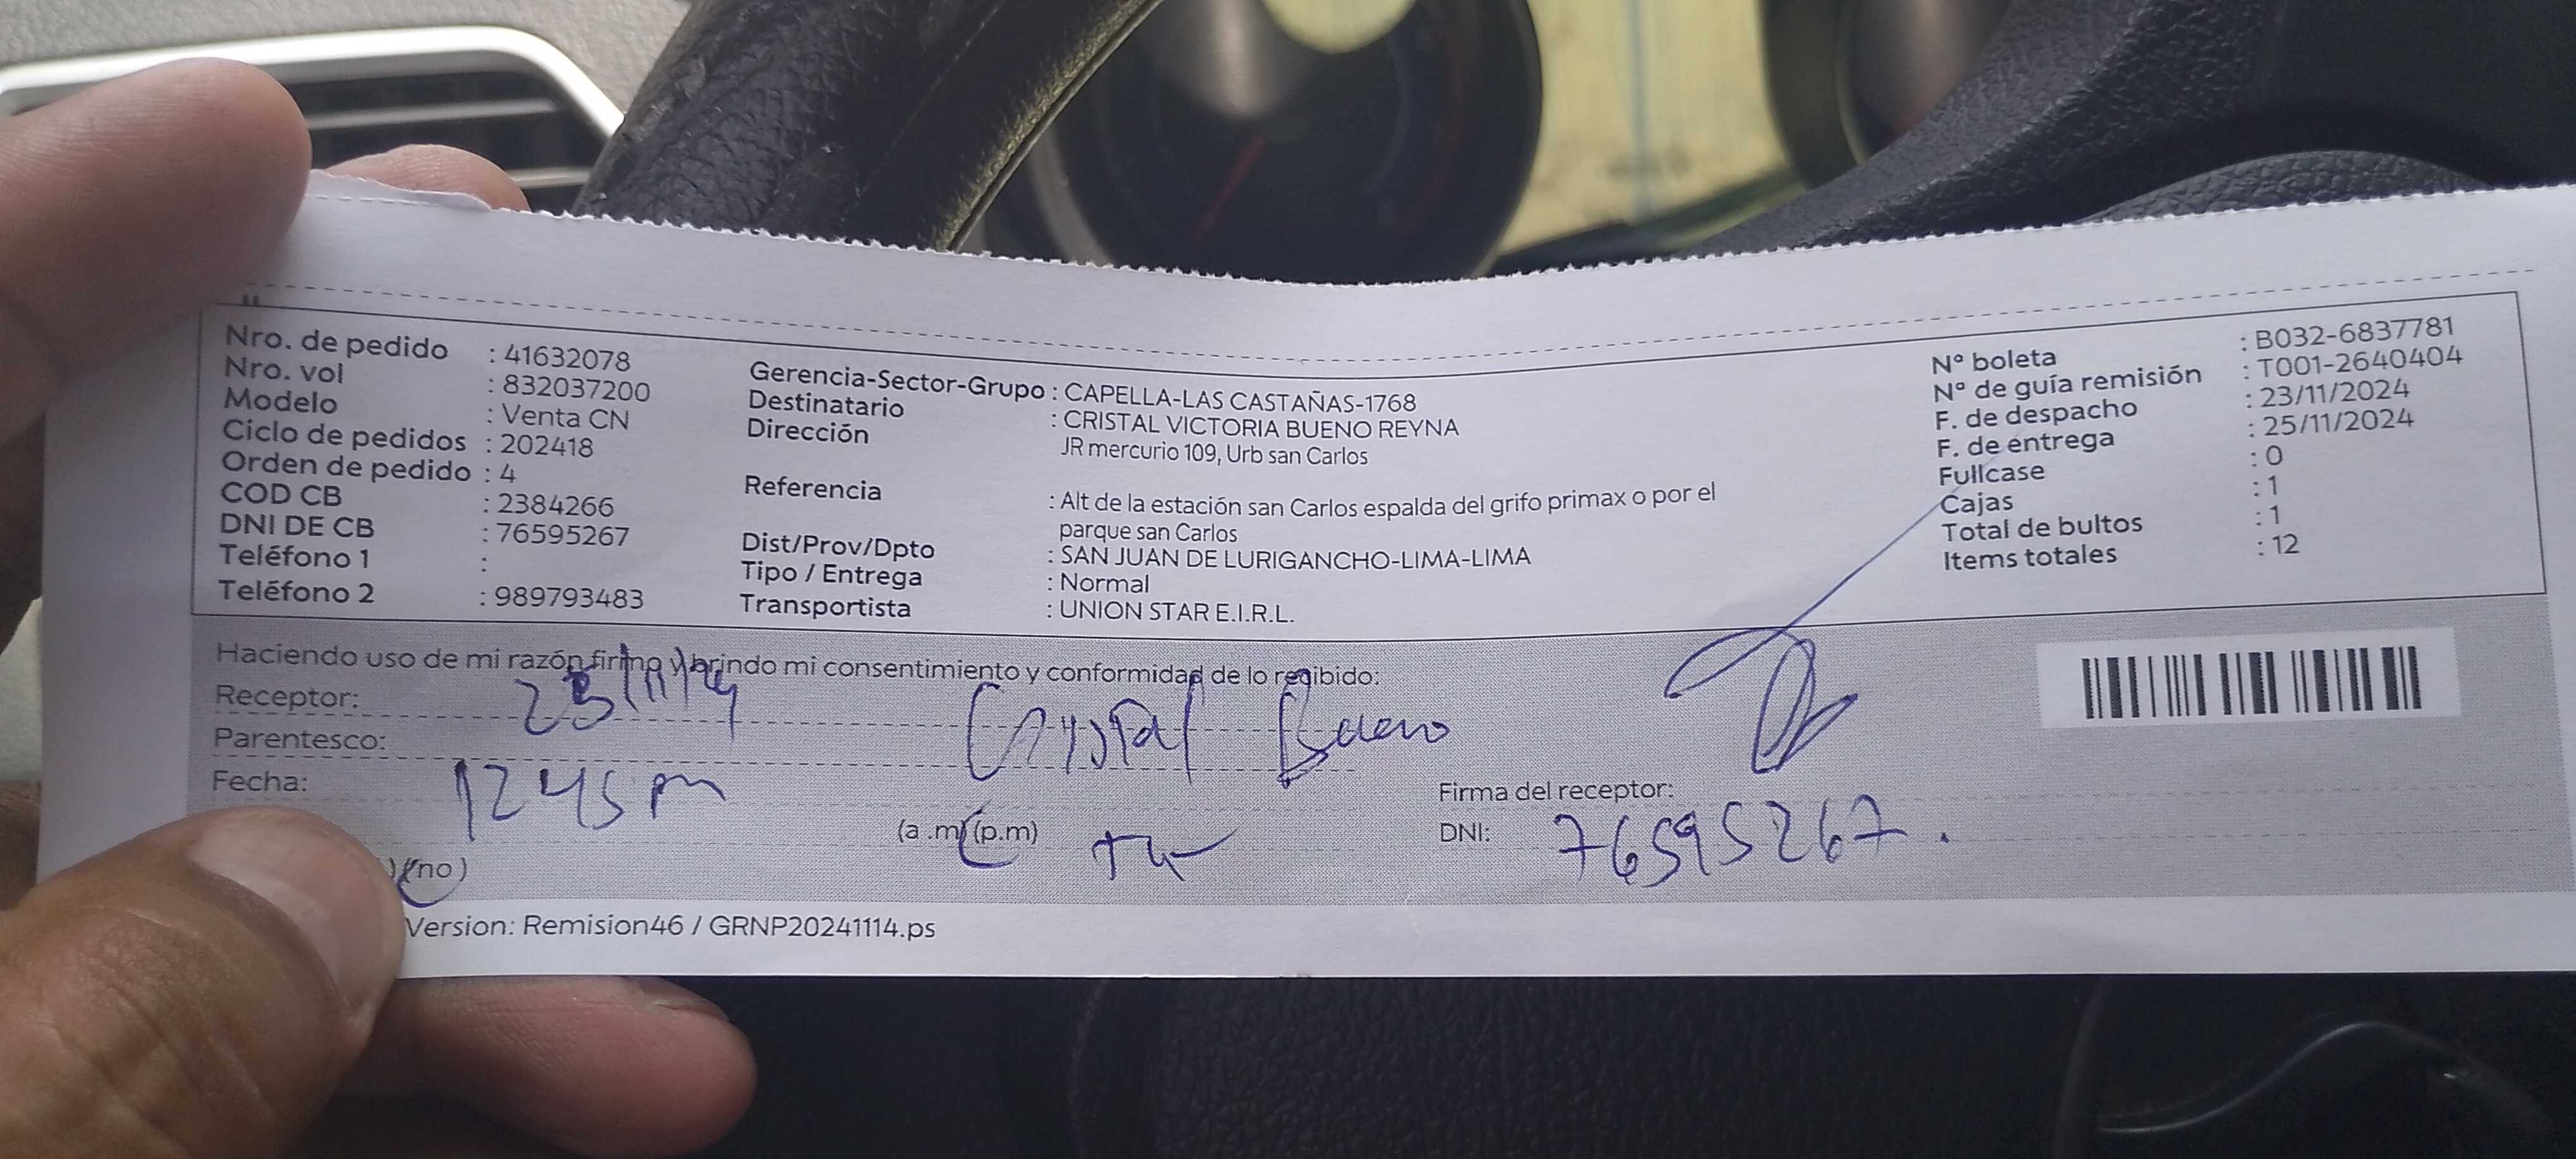 Nro. de pedido : 41632078
Nro. vol : 832037200
Modelo : Venta CN
Ciclo de pedidos : 202418
Orden de pedido : 4
COD CB : 2384266
DNI DE CB : 76595267
Teléfono 1 :
Teléfono 2 : 989793483
Gerencia-Sector-Grupo : CAPELLA-LAS CASTAÑAS-1768
Destinatario : CRISTAL VICTORIA BUENO REYNA
Dirección JR mercurio 109, Urb san Carlos
Referencia : Alt de la estación san Carlos espalda del grifo primax o por el
parque san Carlos
Dist/Prov/Dpto : SAN JUAN DE LURIGANCHO-LIMA-LIMA
Tipo / Entrega : Normal
Transportista : UNION STAR E.I.R.L.
N° boleta : B032-6837781
N° de guía remisión : T001-2640404
F. de despacho : 23/11/2024
F. de entrega : 25/11/2024
Fullcase : 0
Cajas : 1
Total de bultos : 1
Items totales : 12
Haciendo uso de mi razón firmo y brindo mi consentimiento y conformidad de lo recibido:
Receptor: 25/11/24 Crystal Bueno
Parentesco:
Fecha: 1245 pm
Firma del receptor:
(a .m) (p.m)
DNI: 76595267.
(no)
Version: Remision46 / GRNP20241114.ps